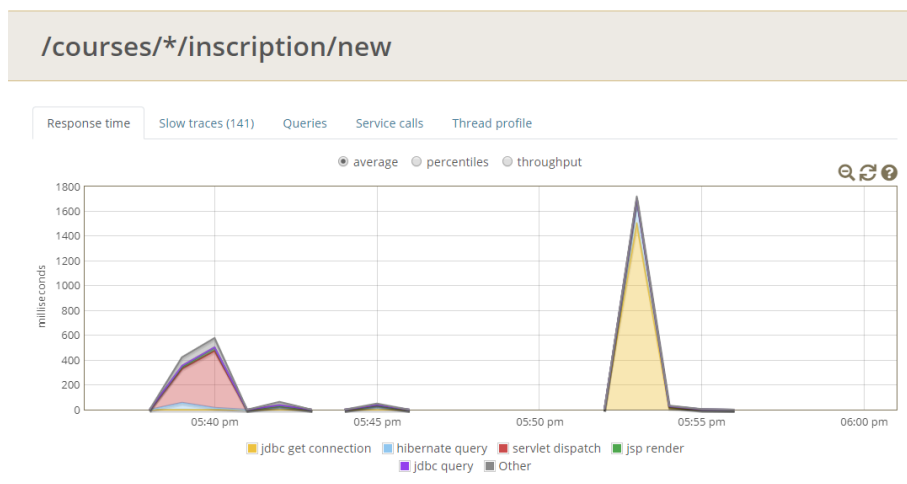 /courses/*/inscription/new
Response time Slow traces (141) Queries Service calls Thread profile
average percentiles throughput
1800
1600
1400
1200
1000
800
600
400
200
0
milliseconds
05:40 pm 05:45 pm 05:50 pm 05:55 pm 06:00 pm
jdbc get connection hibernate query servlet dispatch jsp render
jdbc query Other